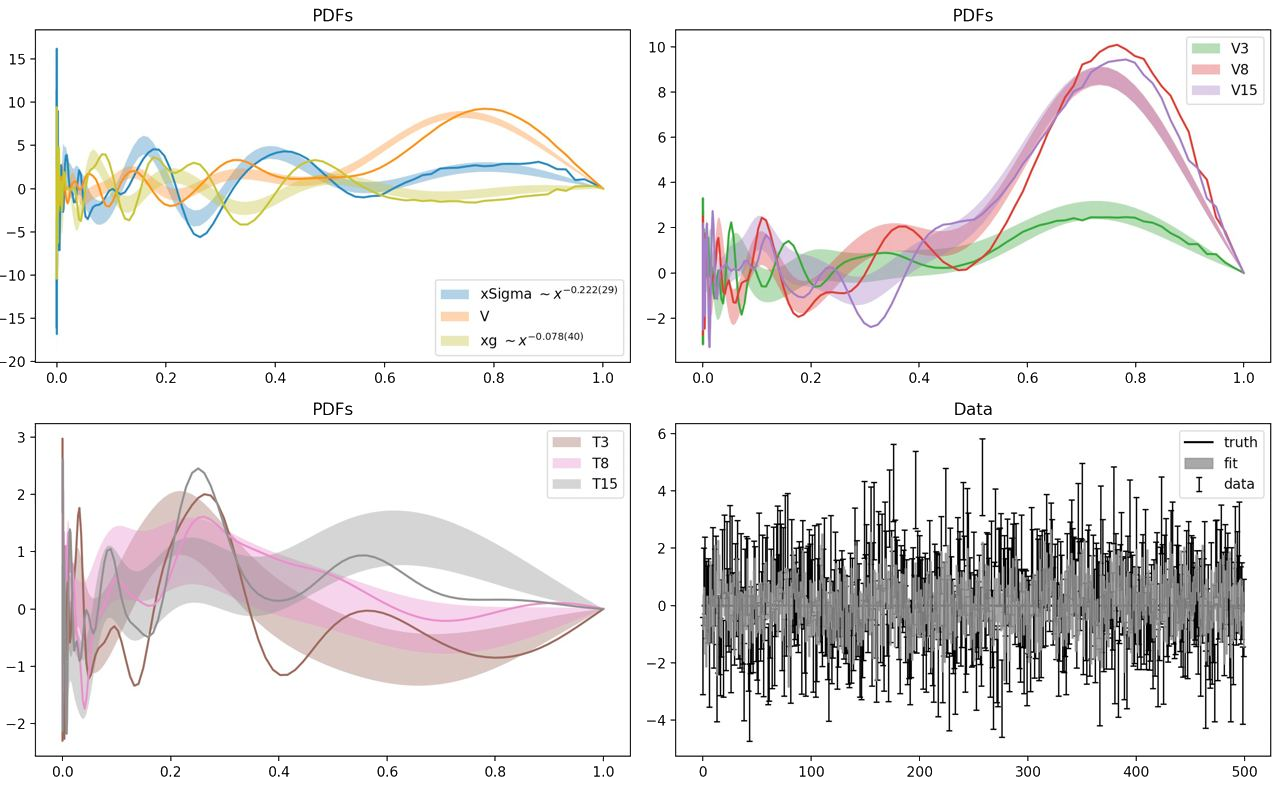 PDFs
15
10
5
0
−5
−10
−15
−20
0.0 0.2 0.4 0.6 0.8 1.0
xSigma ~ x^−0.222(29)
V
xg ~ x^−0.078(40)
PDFs
10
8
6
4
2
0
−2
0.0 0.2 0.4 0.6 0.8 1.0
V3
V8
V15
PDFs
3
2
1
0
−1
−2
0.0 0.2 0.4 0.6 0.8 1.0
T3
T8
T15
Data
6
4
2
0
−2
−4
0 100 200 300 400 500
truth
fit
data